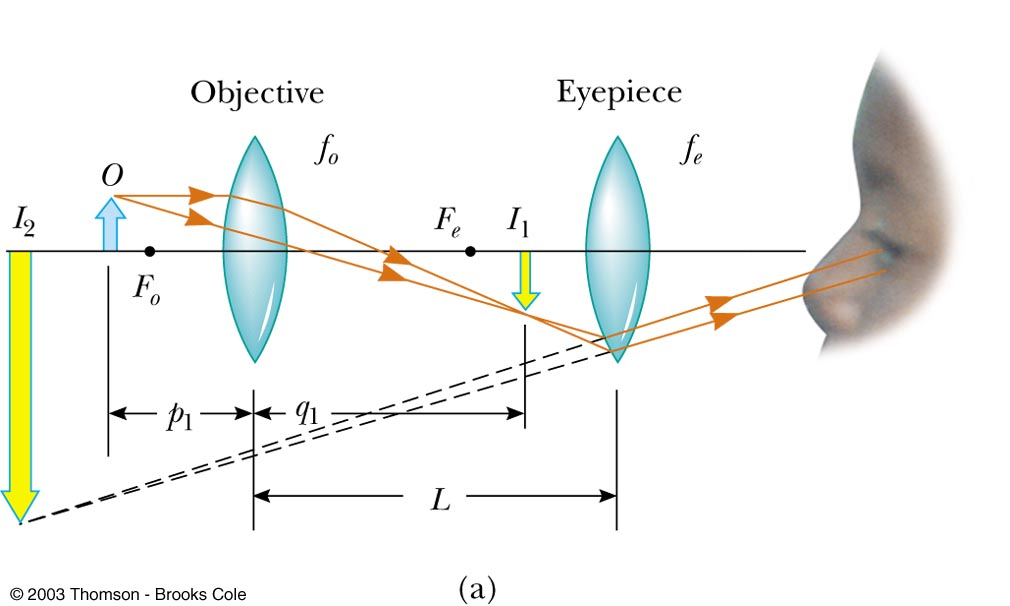 Objective
Eyepiece
fo
fe
O
I2
Fe
I1
Fo
p1
q1
L
(a)
© 2003 Thomson - Brooks Cole